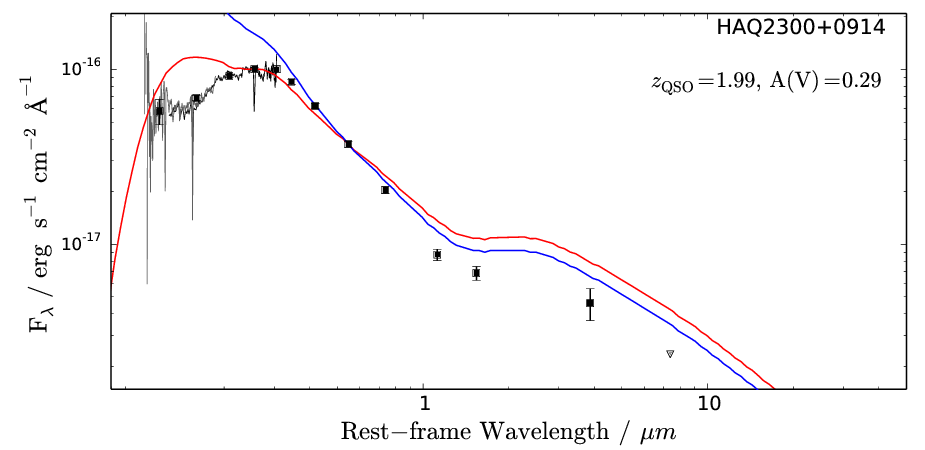 HAQ2300+0914
z_QSO=1.99, A(V)=0.29
10^-16
10^-17
F_λ / erg s^-1 cm^-2 Å^-1
1 10
Rest−frame Wavelength / μm